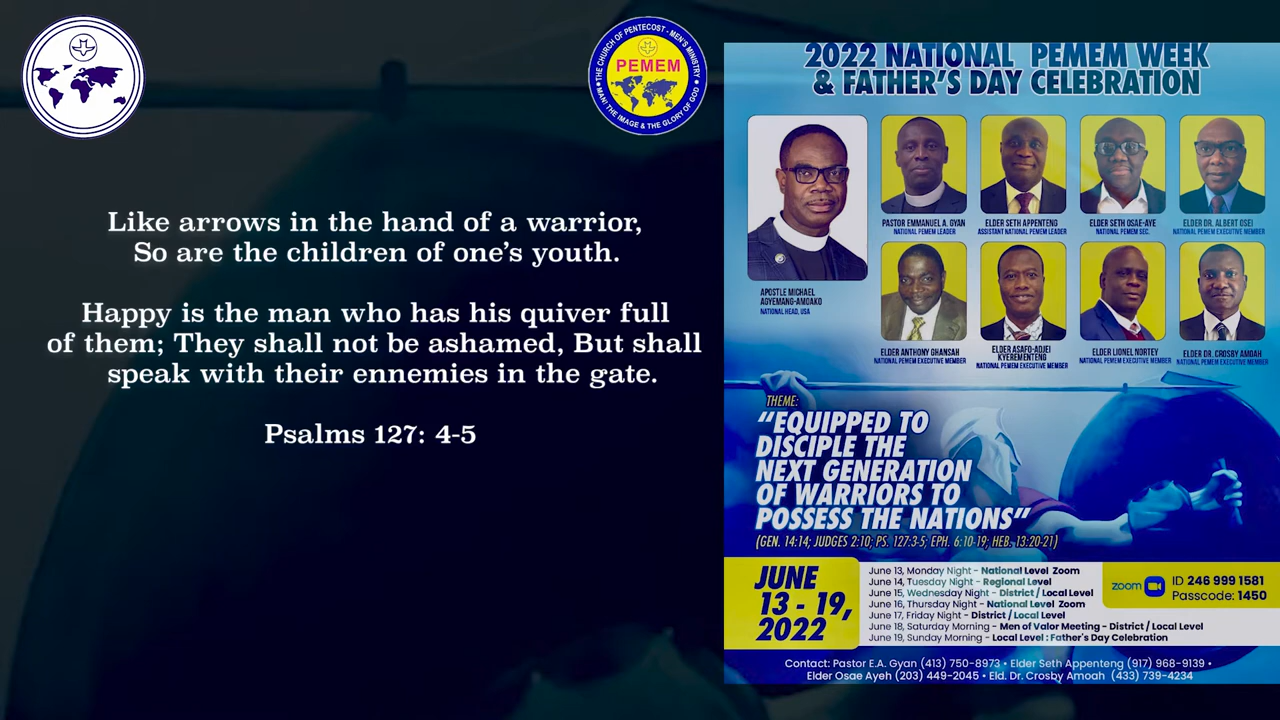 THE CHURCH OF PENTECOST - MEN'S MINISTRY
PEMEM
MAN! THE IMAGE & THE GLORY OF GOD
Like arrows in the hand of a warrior,
So are the children of one's youth.
Happy is the man who has his quiver full
of them; They shall not be ashamed, But shall
speak with their ennemies in the gate.
Psalms 127: 4-5
2022 NATIONAL PEMEM WEEK
& FATHER'S DAY CELEBRATION
APOSTLE MICHAEL
AGYEMANG-AMOAKO
NATIONAL HEAD, USA
PASTOR EMMANUEL A. GYAN
NATIONAL PEMEM LEADER
ELDER SETH APPENTENG
ASSISTANT NATIONAL PEMEM LEADER
ELDER SETH OSAE-AYE
NATIONAL PEMEM SEC.
ELDER DR. ALBERT OSEI
NATIONAL PEMEM EXECUTIVE MEMBER
ELDER ANTHONY GHANSAH
NATIONAL PEMEM EXECUTIVE MEMBER
ELDER ASAFO-ADJEI
KYEREMENTENG
NATIONAL PEMEM EXECUTIVE MEMBER
ELDER LIONEL NORTEY
NATIONAL PEMEM EXECUTIVE MEMBER
ELDER DR. CROSBY AMOAH
NATIONAL PEMEM EXECUTIVE MEMBER
THEME:
"EQUIPPED TO
DISCIPLE THE
NEXT GENERATION
OF WARRIORS TO
POSSESS THE NATIONS"
(GEN. 14:14; JUDGES 2:10; PS. 127:3-5; EPH. 6:10-19; HEB. 13:20-21)
JUNE
13 - 19,
2022
June 13, Monday Night - National Level Zoom
June 14, Tuesday Night - Regional Level
June 15, Wednesday Night - District / Local Level
June 16, Thursday Night - National Level Zoom
June 17, Friday Night - District / Local Level
June 18, Saturday Morning - Men of Valor Meeting - District / Local Level
June 19, Sunday Morning - Local Level : Father's Day Celebration
zoom
ID 246 999 1581
Passcode: 1450
Contact: Pastor E.A. Gyan (413) 750-8973 • Elder Seth Appenteng (917) 968-9139 •
Elder Osae Ayeh (203) 449-2045 • Eld. Dr. Crosby Amoah (433) 739-4234